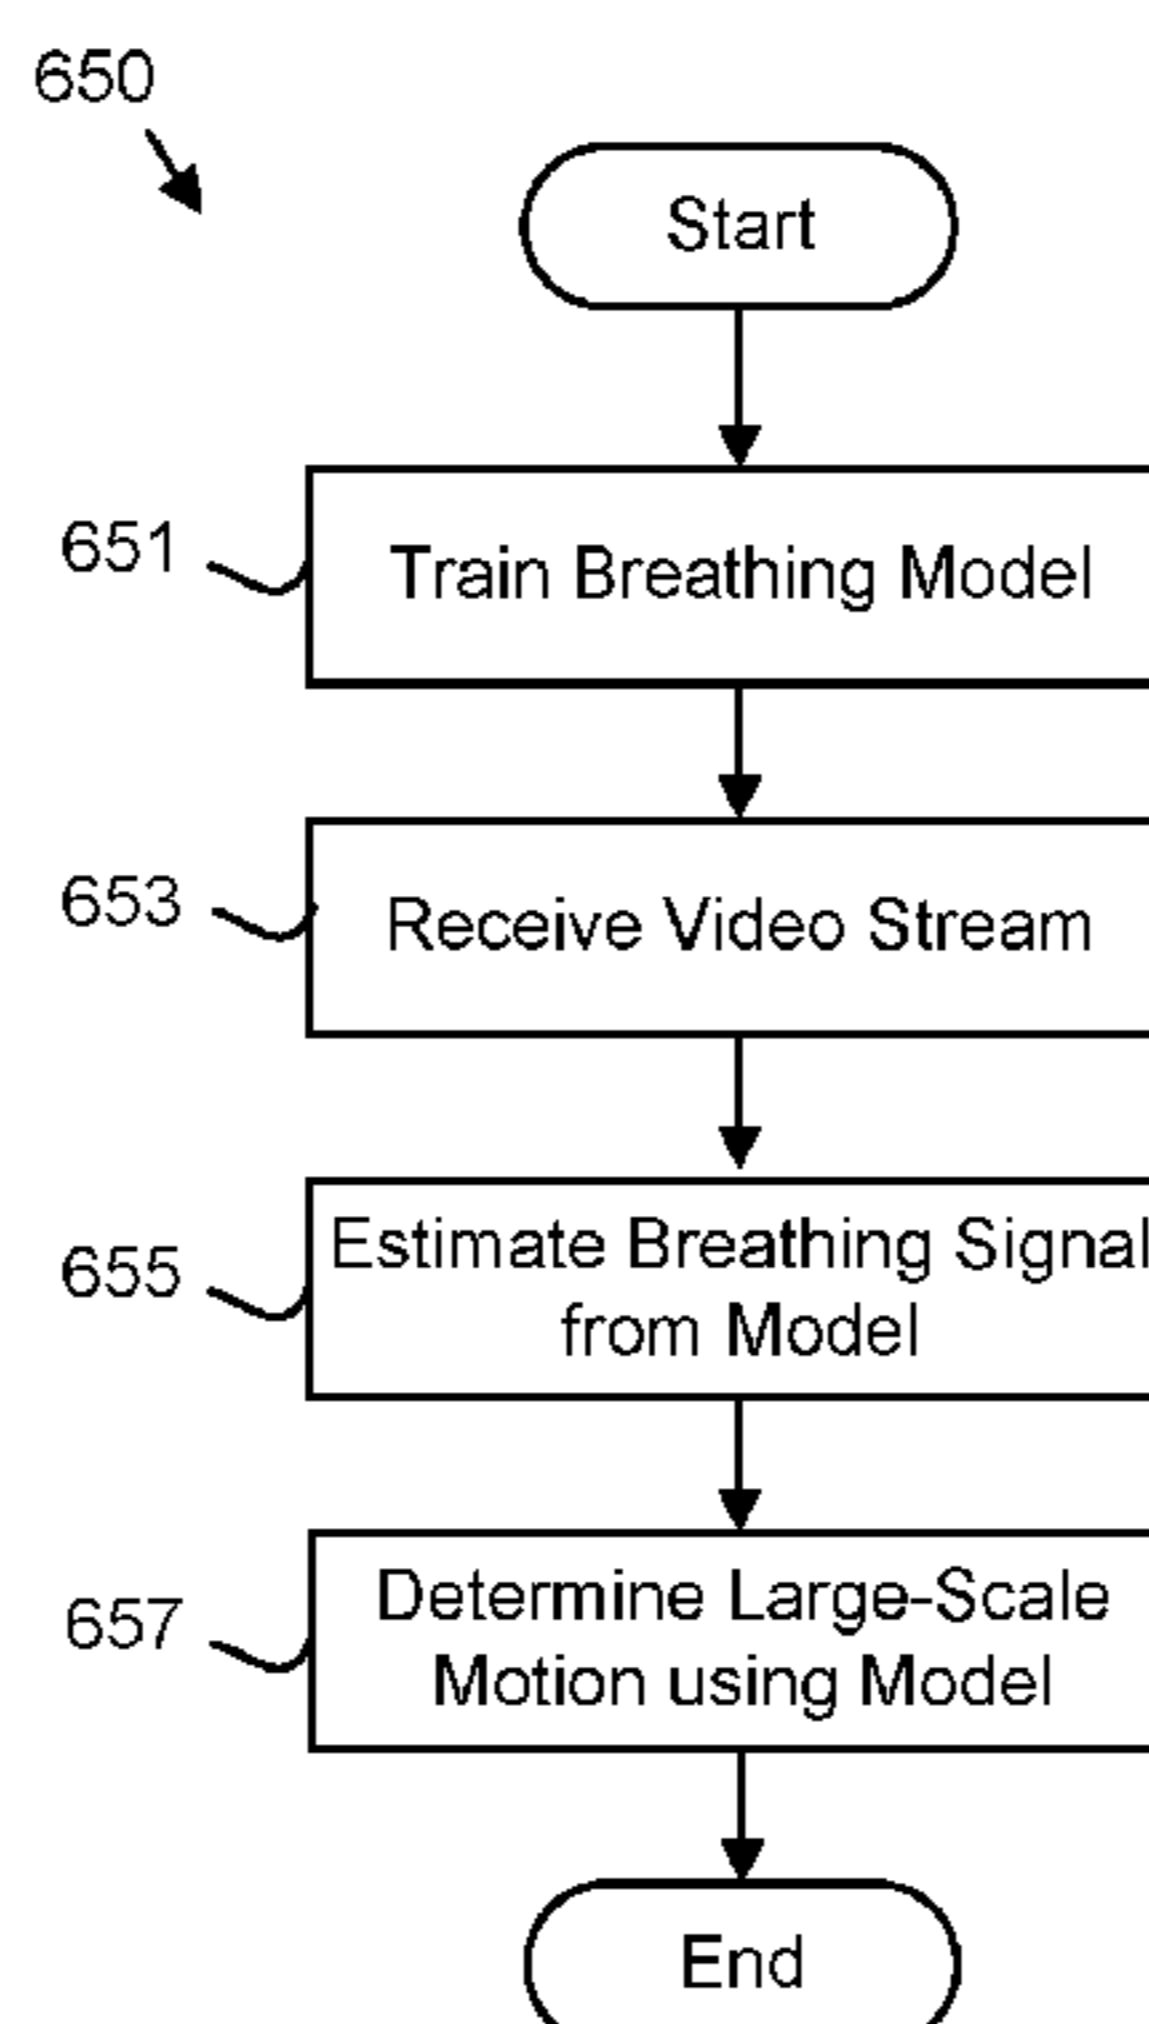 650
Start
651
Train Breathing Model
653
Receive Video Stream
655
Estimate Breathing Signal
from Model
657
Determine Large-Scale
Motion using Model
End